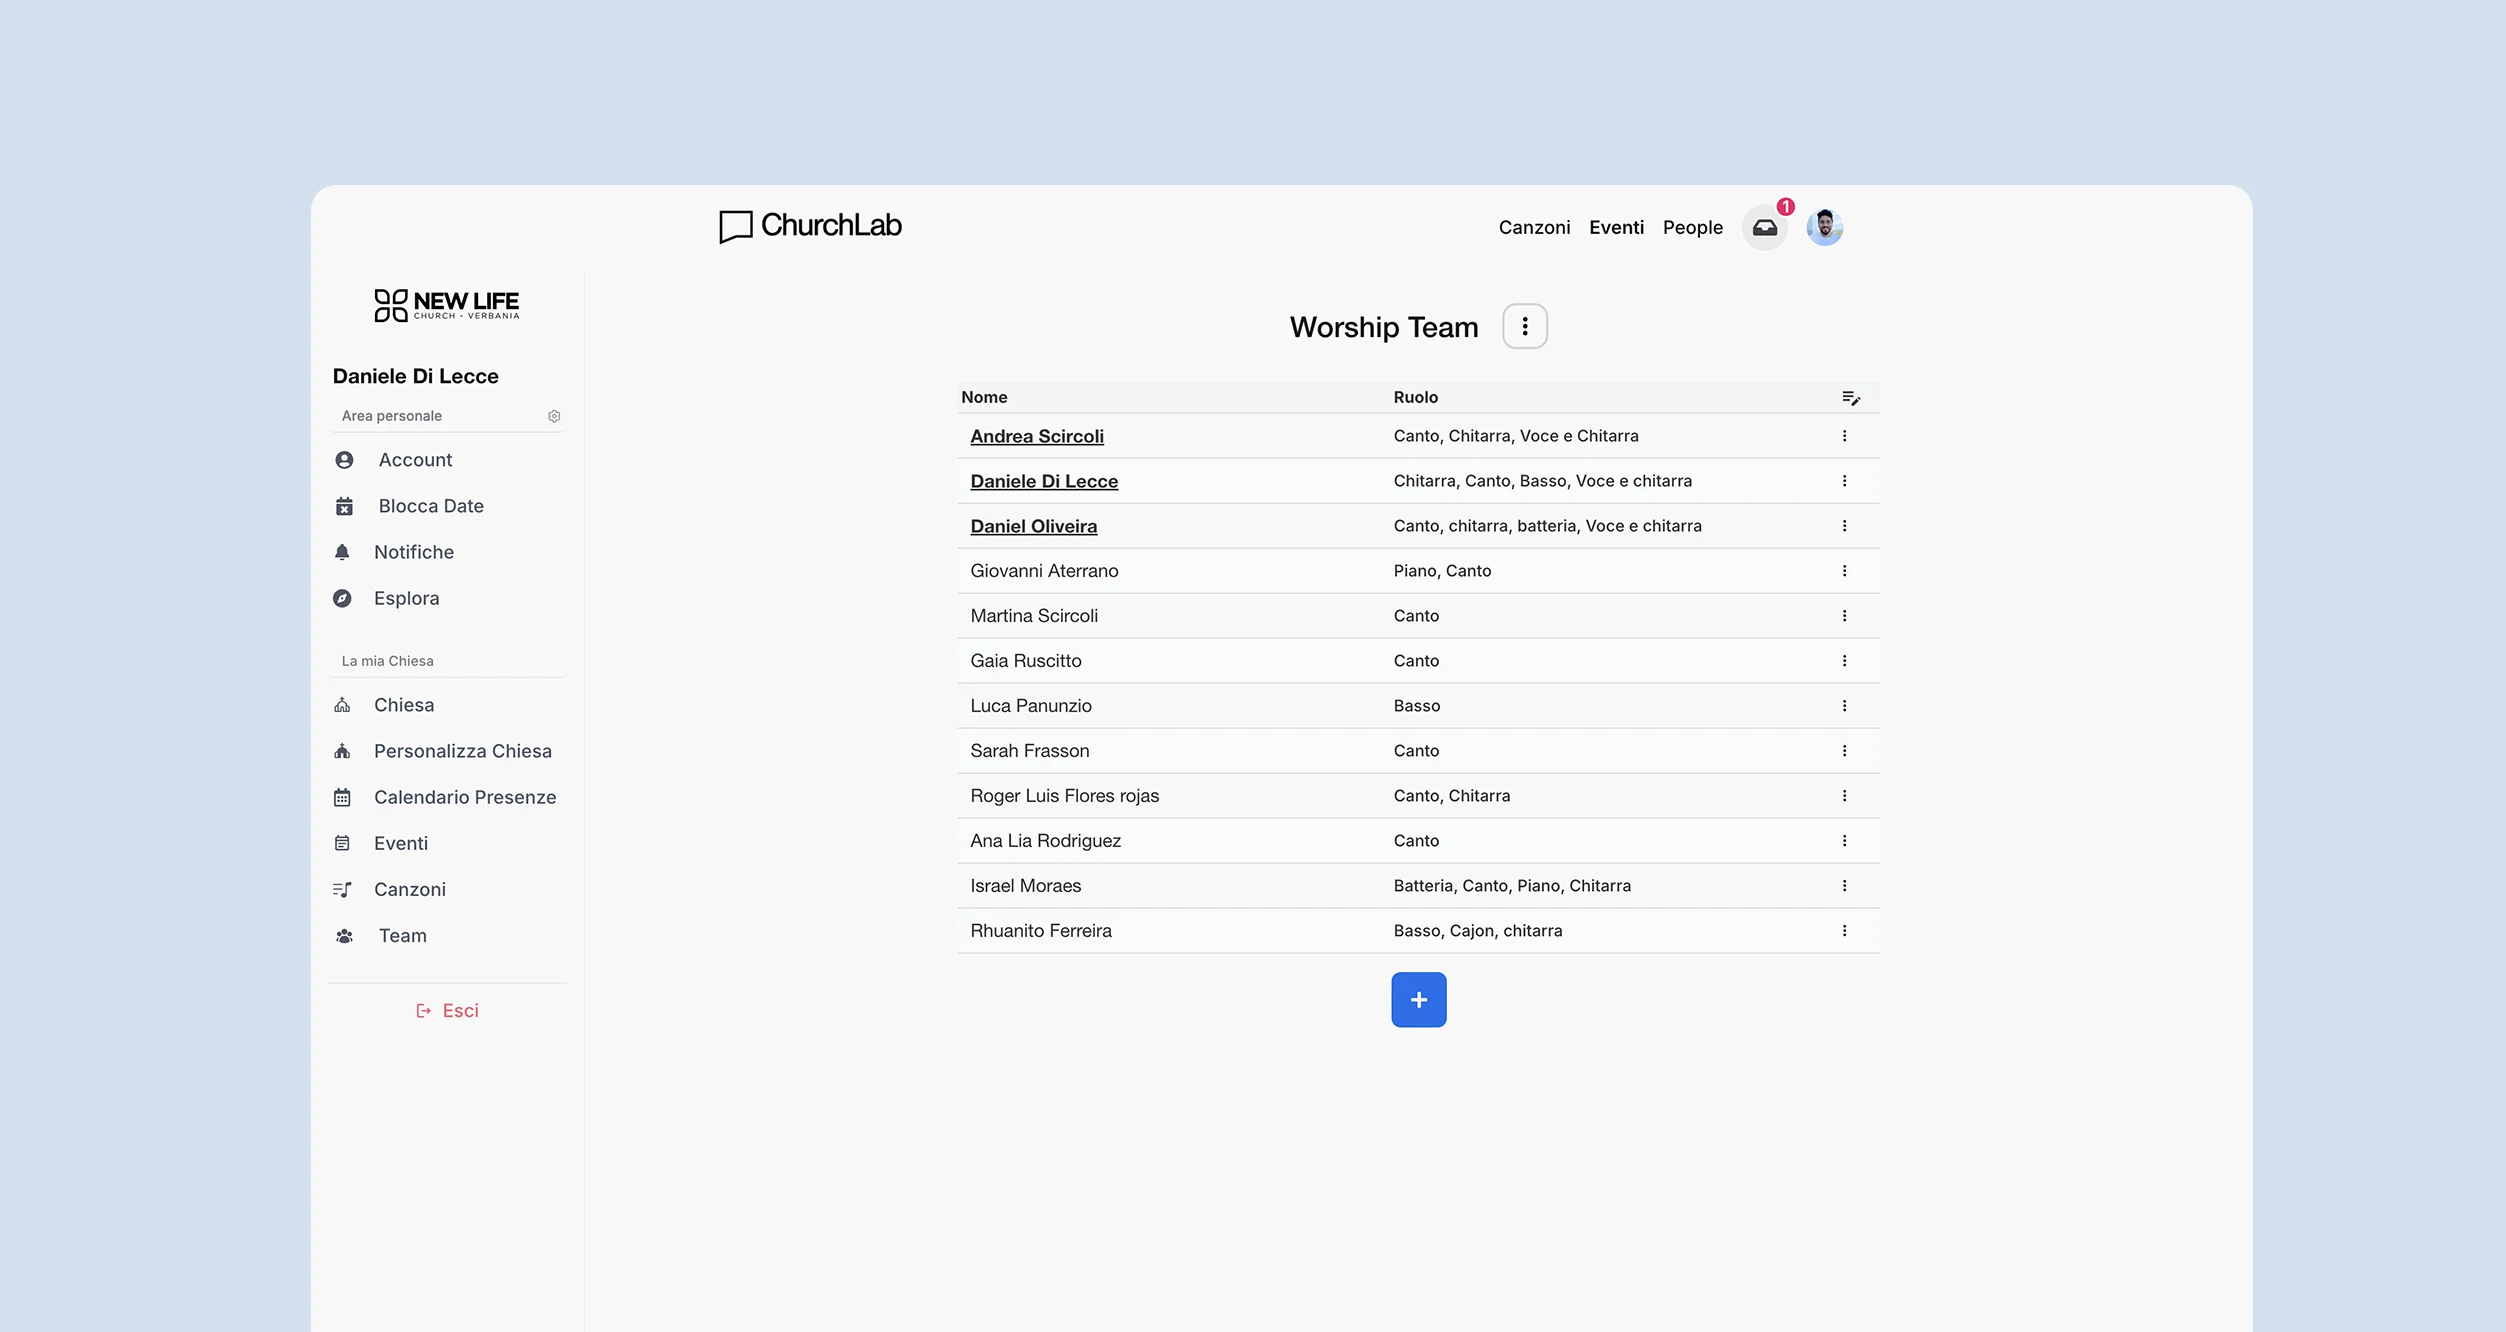 ChurchLab
Canzoni Eventi People 1
NEW LIFE
CHURCH - VERBANIA
Daniele Di Lecce
Area personale
Account
Blocca Date
Notifiche
Esplora
La mia Chiesa
Chiesa
Personalizza Chiesa
Calendario Presenze
Eventi
Canzoni
Team
Esci
Worship Team
Nome Ruolo
Andrea Scircoli Canto, Chitarra, Voce e Chitarra
Daniele Di Lecce Chitarra, Canto, Basso, Voce e chitarra
Daniel Oliveira Canto, chitarra, batteria, Voce e chitarra
Giovanni Aterrano Piano, Canto
Martina Scircoli Canto
Gaia Ruscitto Canto
Luca Panunzio Basso
Sarah Frasson Canto
Roger Luis Flores rojas Canto, Chitarra
Ana Lia Rodriguez Canto
Israel Moraes Batteria, Canto, Piano, Chitarra
Rhuanito Ferreira Basso, Cajon, chitarra
+